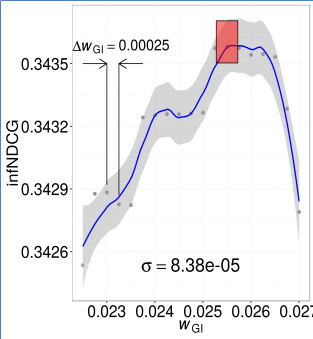 Δw_GI = 0.00025
0.3435
0.3432
0.3429
0.3426
infNDCG
σ = 8.38e-05
0.023 0.024 0.025 0.026 0.027
w_GI